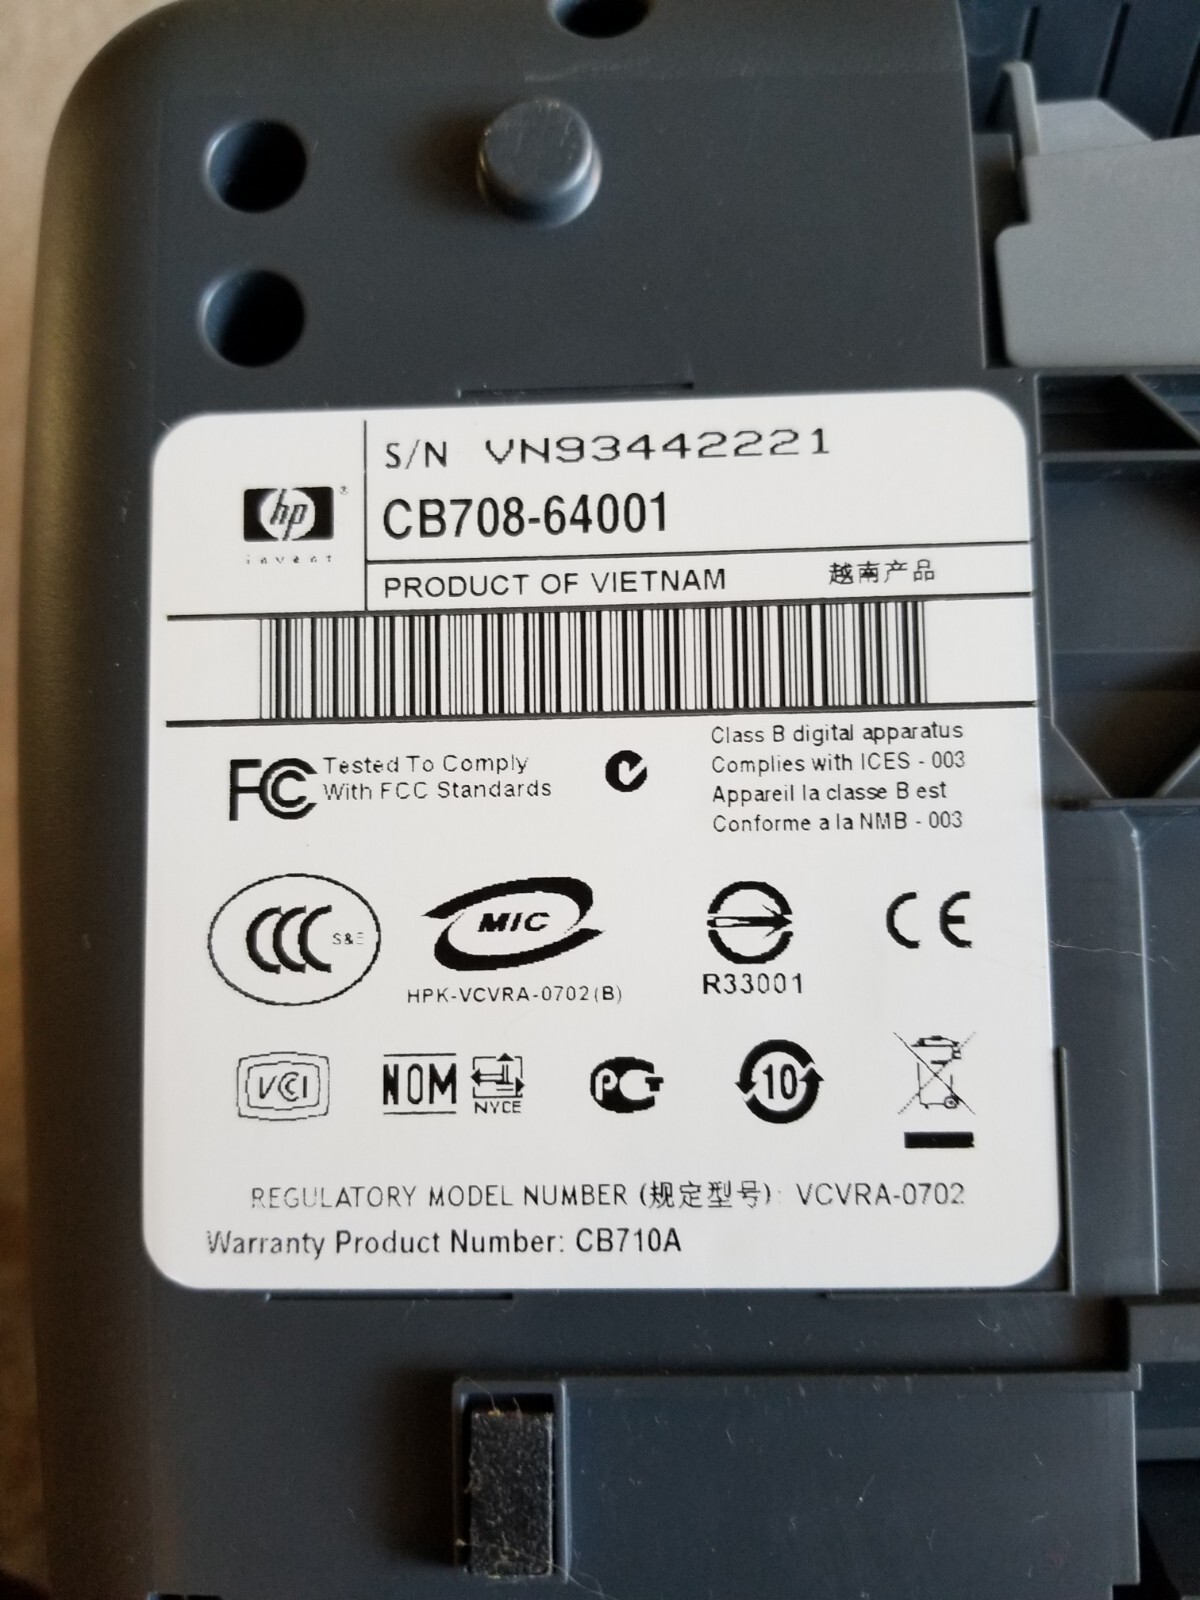 S/N VN93442221
hp®
invent
CB708-64001
PRODUCT OF VIETNAM 越南产品
FC Tested To Comply
With FCC Standards
Class B digital apparatus
Complies with ICES - 003
Appareil la classe B est
Conforme a la NMB - 003
CCC S&E
MIC
HPK-VCVRA-0702(B)
R33001
CE
VCCI
NOM
NYCE
PCT
10
REGULATORY MODEL NUMBER (规定型号): VCVRA-0702
Warranty Product Number: CB710A